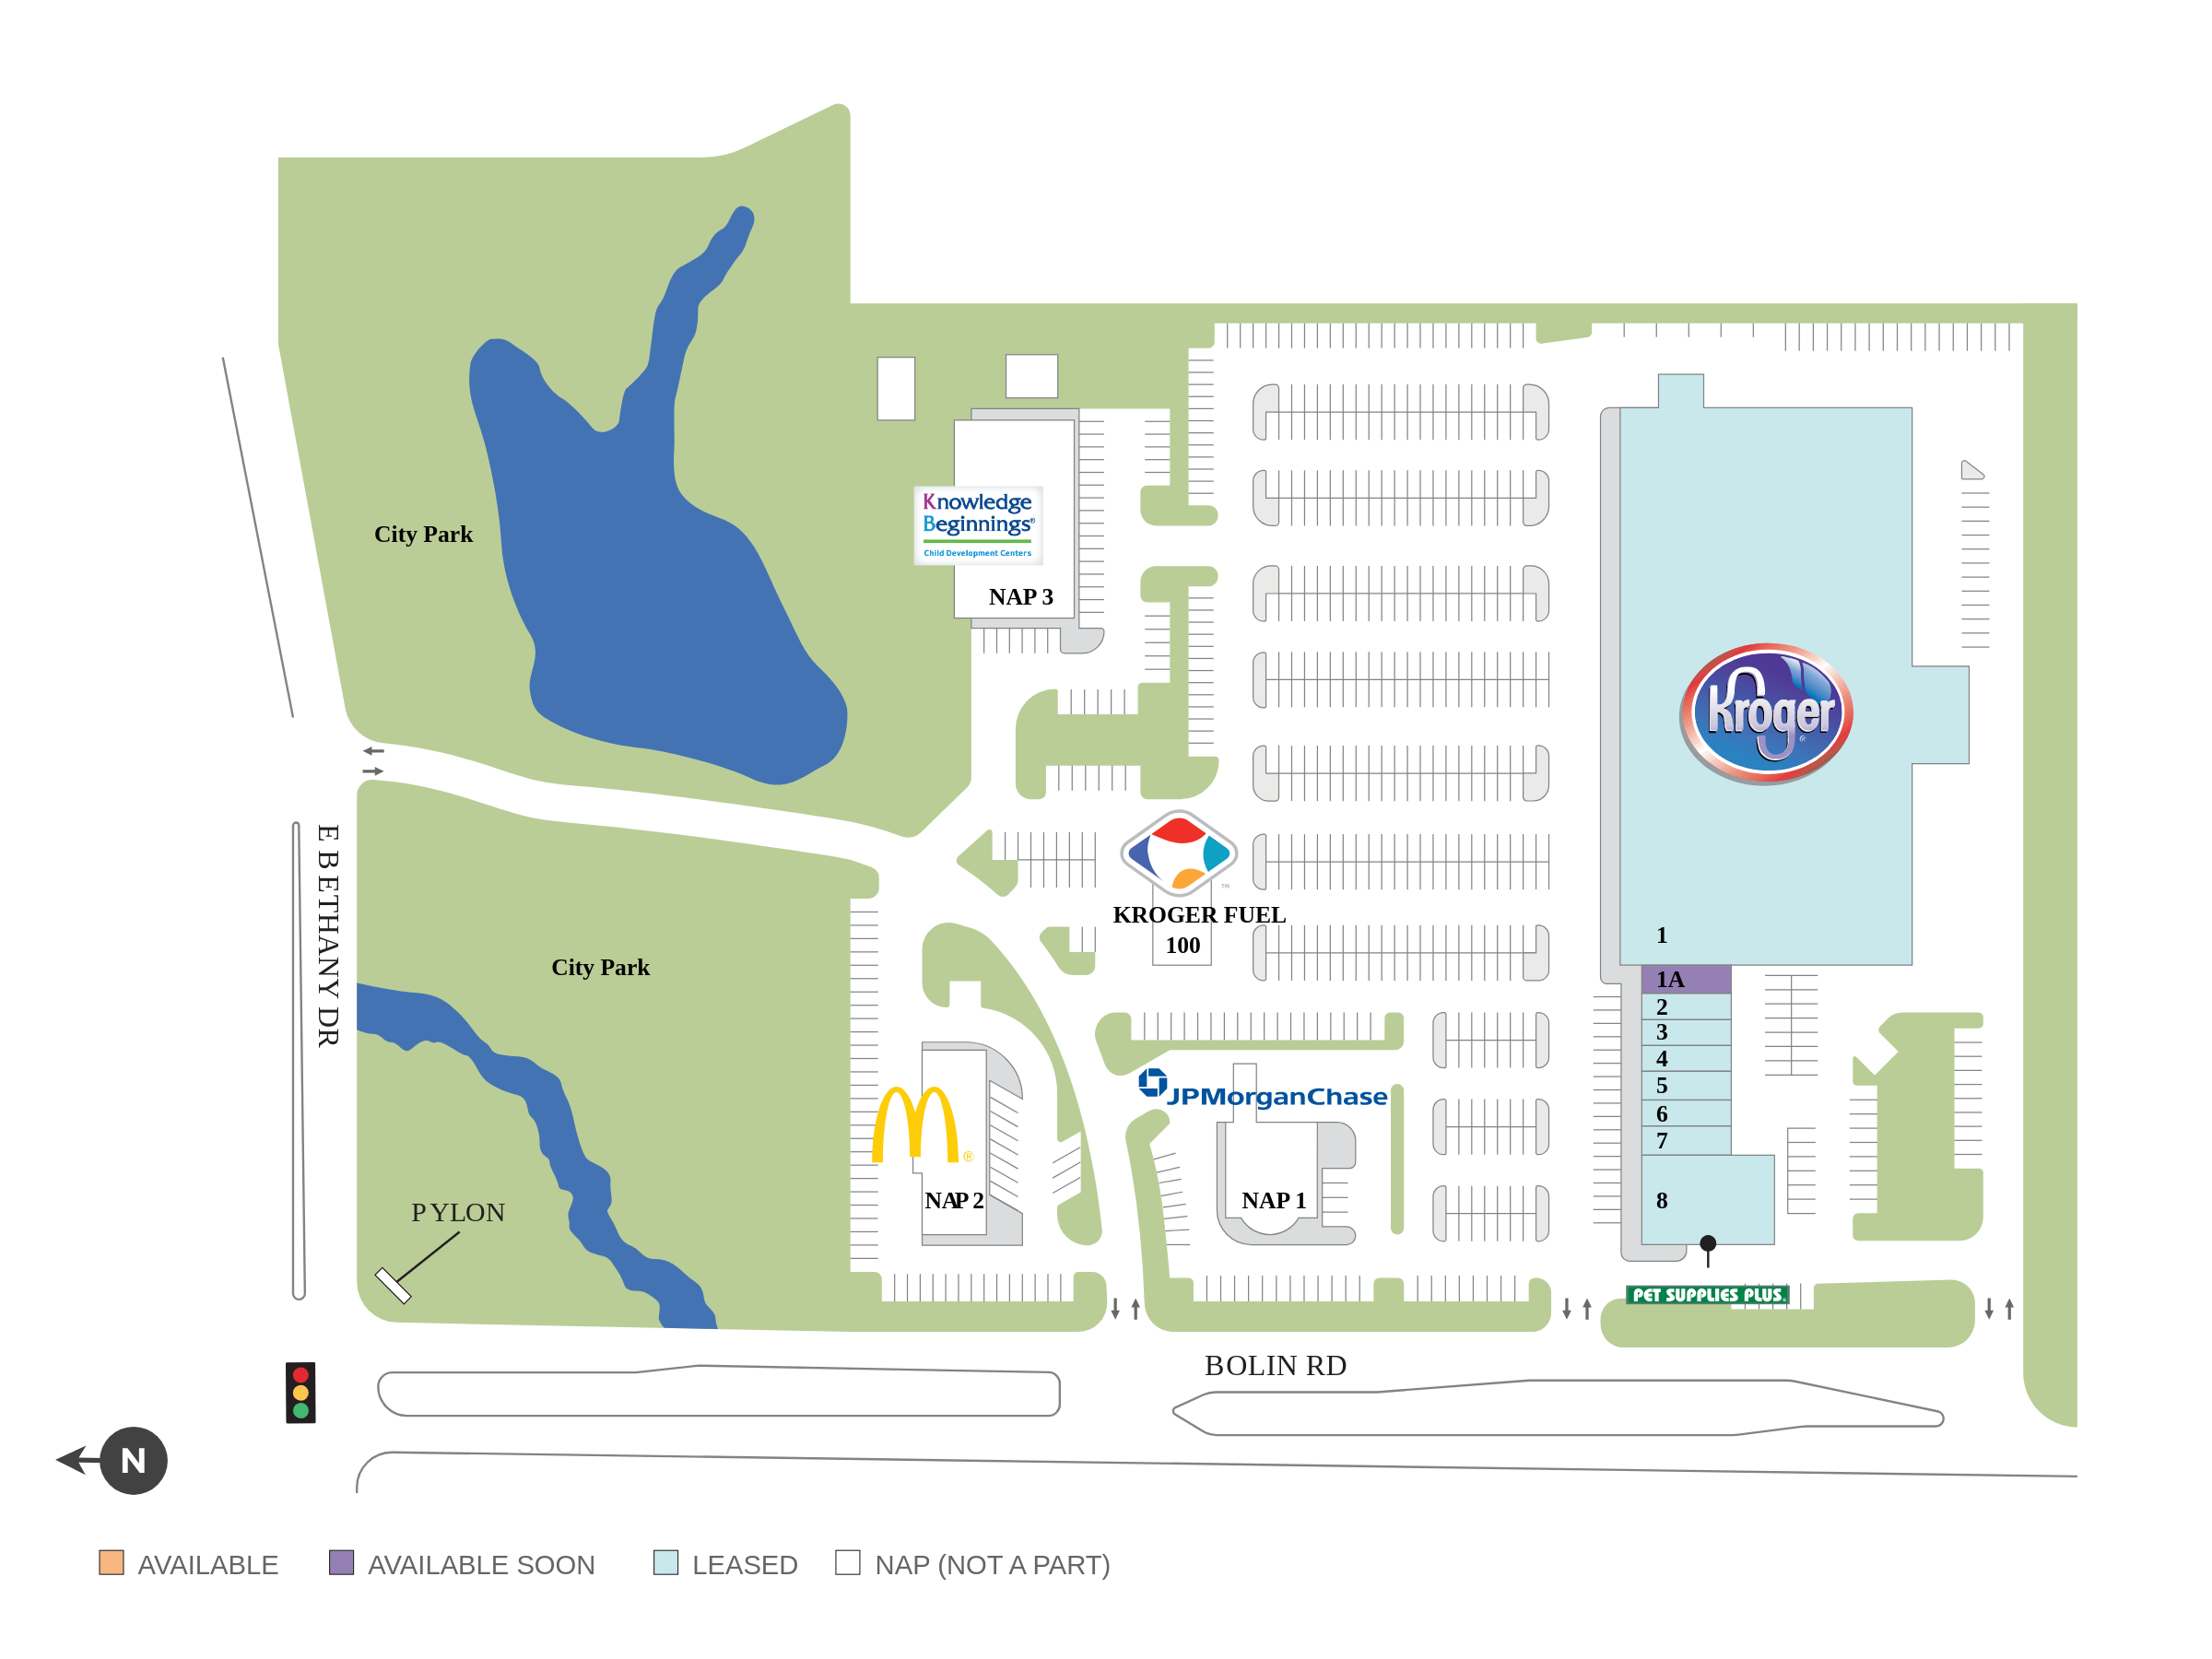 Knowledge
Beginnings®
Child Development Centers
City Park
NAP 3
Kroger
®
E BETHANY DR
TM
KROGER FUEL
100
1
1A
City Park
2
3
4
5
6
7
8
JPMorganChase
®
NAP 2
NAP 1
PYLON
PET SUPPLIES PLUS.
BOLIN RD
N
AVAILABLE
AVAILABLE SOON
LEASED
NAP (NOT A PART)